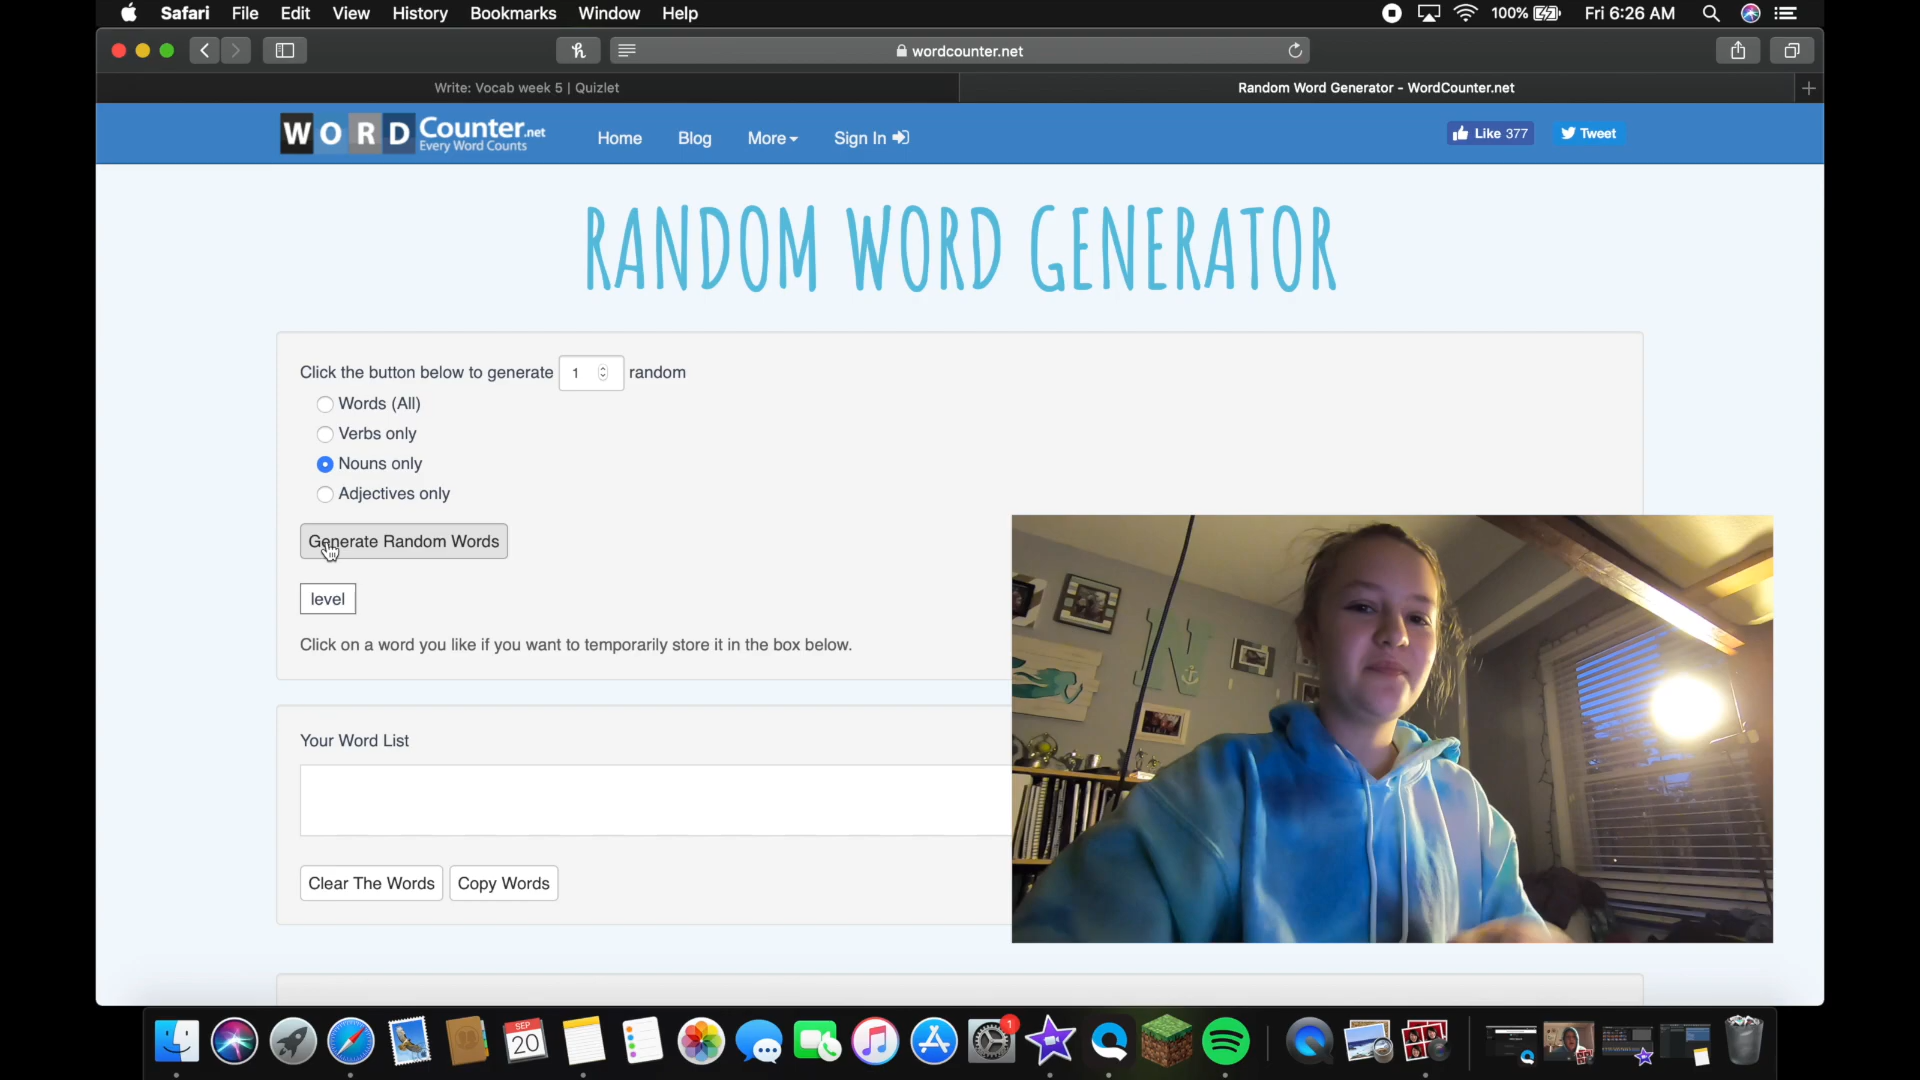 Safari File Edit View History Bookmarks Window Help 100% Fri 6:26 AM
wordcounter.net
Write: Vocab week 5 | Quizlet Random Word Generator - WordCounter.net
WORD Counter.net Every Word Counts Home Blog More Sign In Like 377 Tweet
RANDOM WORD GENERATOR
Click the button below to generate 1 random
Words (All)
Verbs only
Nouns only
Adjectives only
Generate Random Words
level
Click on a word you like if you want to temporarily store it in the box below.
Your Word List
Clear The Words Copy Words
N
SEP
20
1